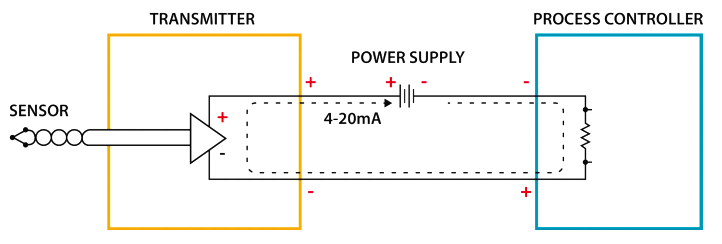 TRANSMITTER
PROCESS CONTROLLER
POWER SUPPLY
+ + - -
SENSOR
+
4-20mA
-
- +